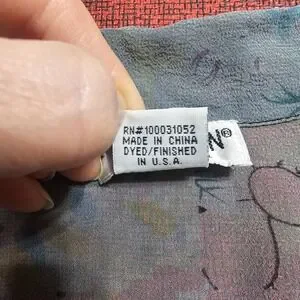 RN#100031052
MADE IN CHINA
DYED/FINISHED
IN U.S.A.
N®